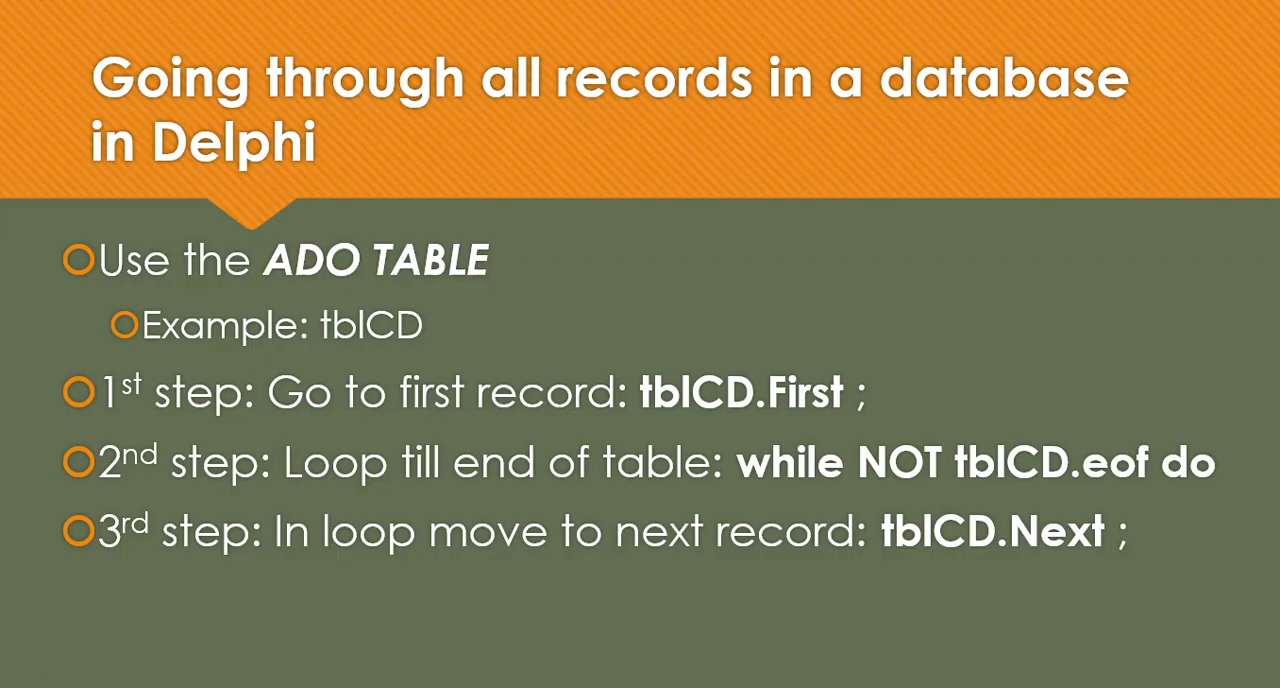 Going through all records in a database
in Delphi
Use the ADO TABLE
Example: tblCD
1st step: Go to first record: tblCD.First ;
2nd step: Loop till end of table: while NOT tblCD.eof do
3rd step: In loop move to next record: tblCD.Next ;